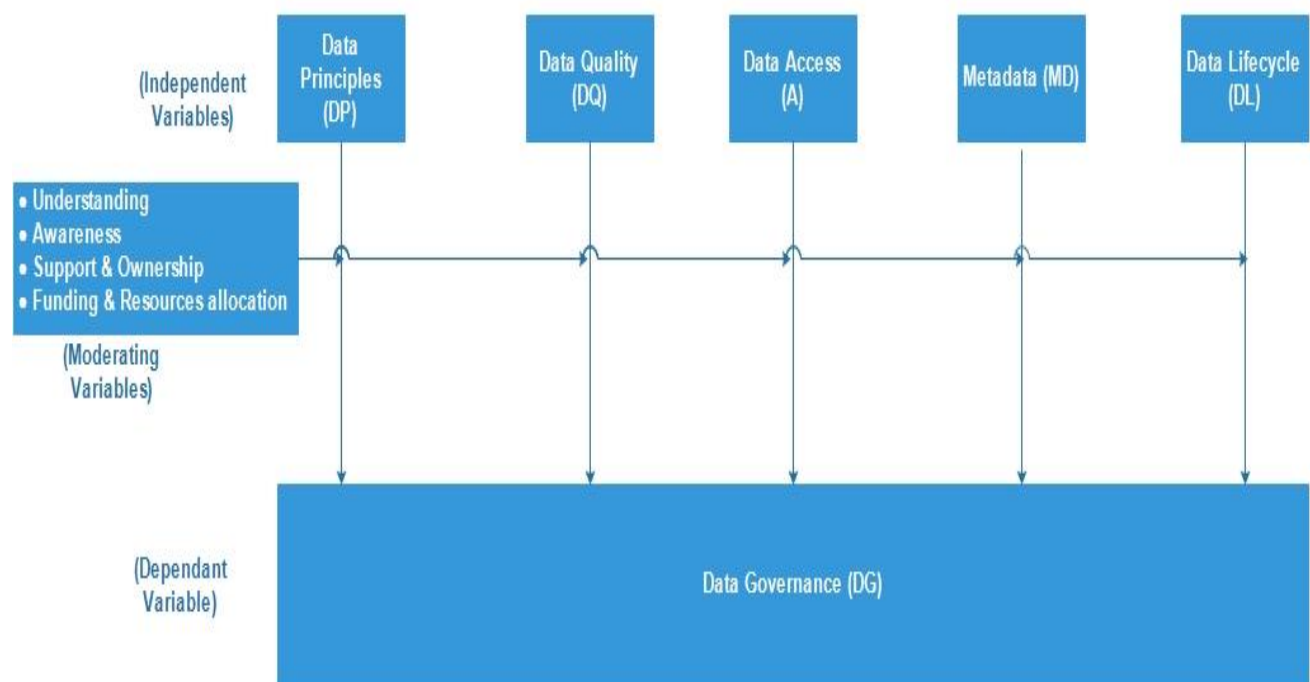 Data
Principles
(DP)
Data Quality
(DQ)
Data Access
(A)
Metadata (MD)
Data Lifecycle
(DL)
(Independent
Variables)
• Understanding
• Awareness
• Support & Ownership
• Funding & Resources allocation
(Moderating
Variables)
(Dependant
Variable)
Data Governance (DG)